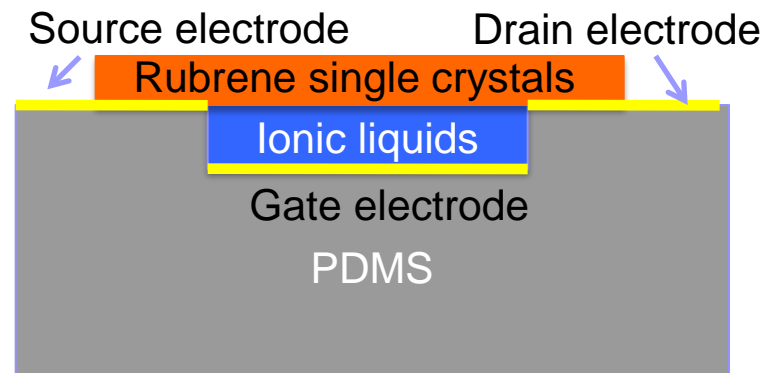 Source electrode
Drain electrode
Rubrene single crystals
Ionic liquids
Gate electrode
PDMS